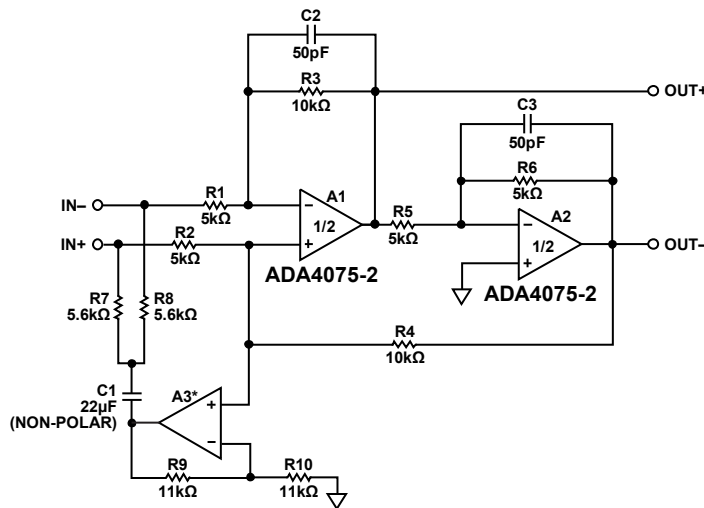 C2
50pF
R3
10kΩ
OUT+
C3
50pF
R6
5kΩ
IN–
R1
5kΩ
A1
–
1/2
+
R5
5kΩ
A2
–
1/2
+
OUT–
IN+
R2
5kΩ
ADA4075-2
ADA4075-2
R7
5.6kΩ
R8
5.6kΩ
R4
10kΩ
C1
22µF
(NON-POLAR)
A3*
+
–
R9
11kΩ
R10
11kΩ